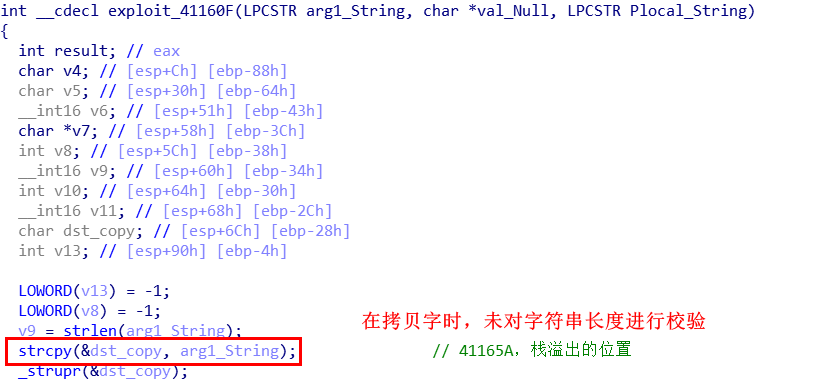 int __cdecl exploit_41160F(LPCSTR arg1_String, char *val_Null, LPCSTR Plocal_String)
{
int result; // eax
char v4; // [esp+Ch] [ebp-88h]
char v5; // [esp+30h] [ebp-64h]
__int16 v6; // [esp+51h] [ebp-43h]
char *v7; // [esp+58h] [ebp-3Ch]
int v8; // [esp+5Ch] [ebp-38h]
__int16 v9; // [esp+60h] [ebp-34h]
int v10; // [esp+64h] [ebp-30h]
__int16 v11; // [esp+68h] [ebp-2Ch]
char dst_copy; // [esp+6Ch] [ebp-28h]
int v13; // [esp+90h] [ebp-4h]
LOWORD(v13) = -1;
LOWORD(v8) = -1;
v9 = strlen(arg1_String);
在拷贝字时，未对字符串长度进行校验
strcpy(&dst_copy, arg1_String); // 41165A，栈溢出的位置
_strupr(&dst_copy);